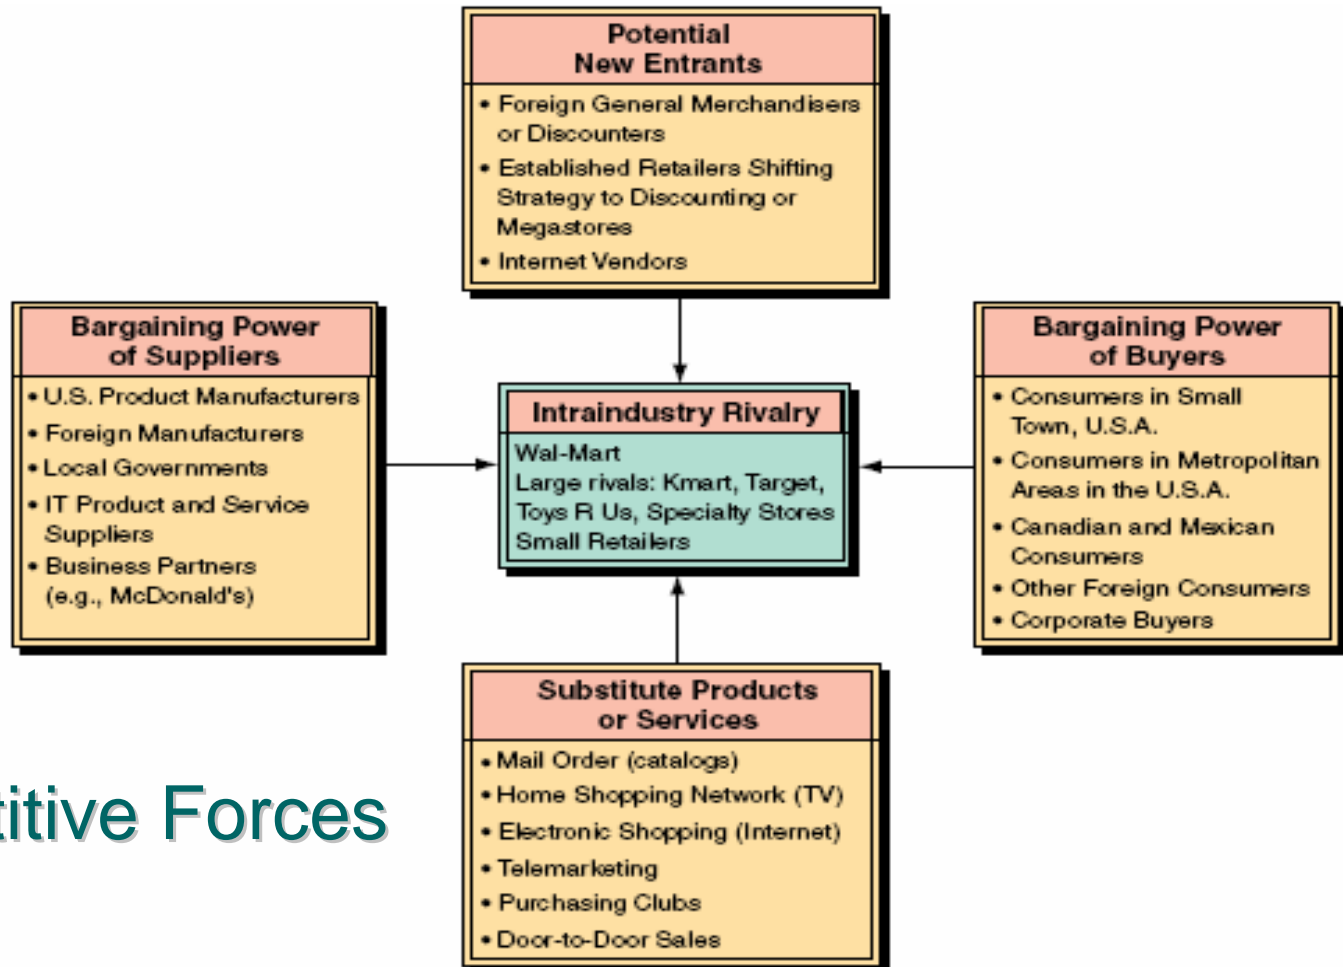 Potential
New Entrants
• Foreign General Merchandisers
or Discounters
• Established Retailers Shifting
Strategy to Discounting or
Megastores
• Internet Vendors
Bargaining Power
of Suppliers
• U.S. Product Manufacturers
• Foreign Manufacturers
• Local Governments
• IT Product and Service
Suppliers
• Business Partners
(e.g., McDonald's)
Intraindustry Rivalry
Wal-Mart
Large rivals: Kmart, Target,
Toys R Us, Specialty Stores
Small Retailers
Bargaining Power
of Buyers
• Consumers in Small
Town, U.S.A.
• Consumers in Metropolitan
Areas in the U.S.A.
• Canadian and Mexican
Consumers
• Other Foreign Consumers
• Corporate Buyers
Substitute Products
or Services
• Mail Order (catalogs)
• Home Shopping Network (TV)
• Electronic Shopping (Internet)
• Telemarketing
• Purchasing Clubs
• Door-to-Door Sales
titive Forces